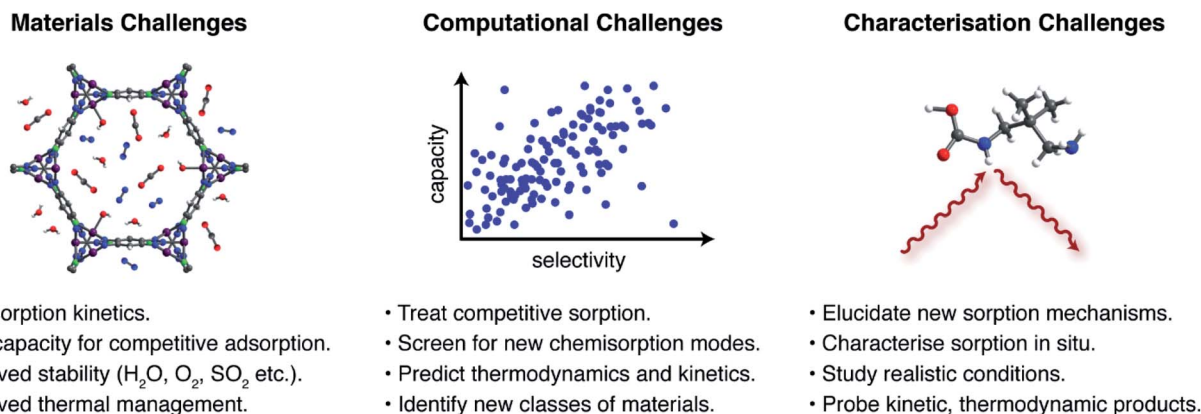 Materials Challenges
Computational Challenges
Characterisation Challenges
capacity
selectivity
orption kinetics.
capacity for competitive adsorption.
ved stability (H₂O, O₂, SO₂ etc.).
ved thermal management.
• Treat competitive sorption.
• Screen for new chemisorption modes.
• Predict thermodynamics and kinetics.
• Identify new classes of materials.
• Elucidate new sorption mechanisms.
• Characterise sorption in situ.
• Study realistic conditions.
• Probe kinetic, thermodynamic products.